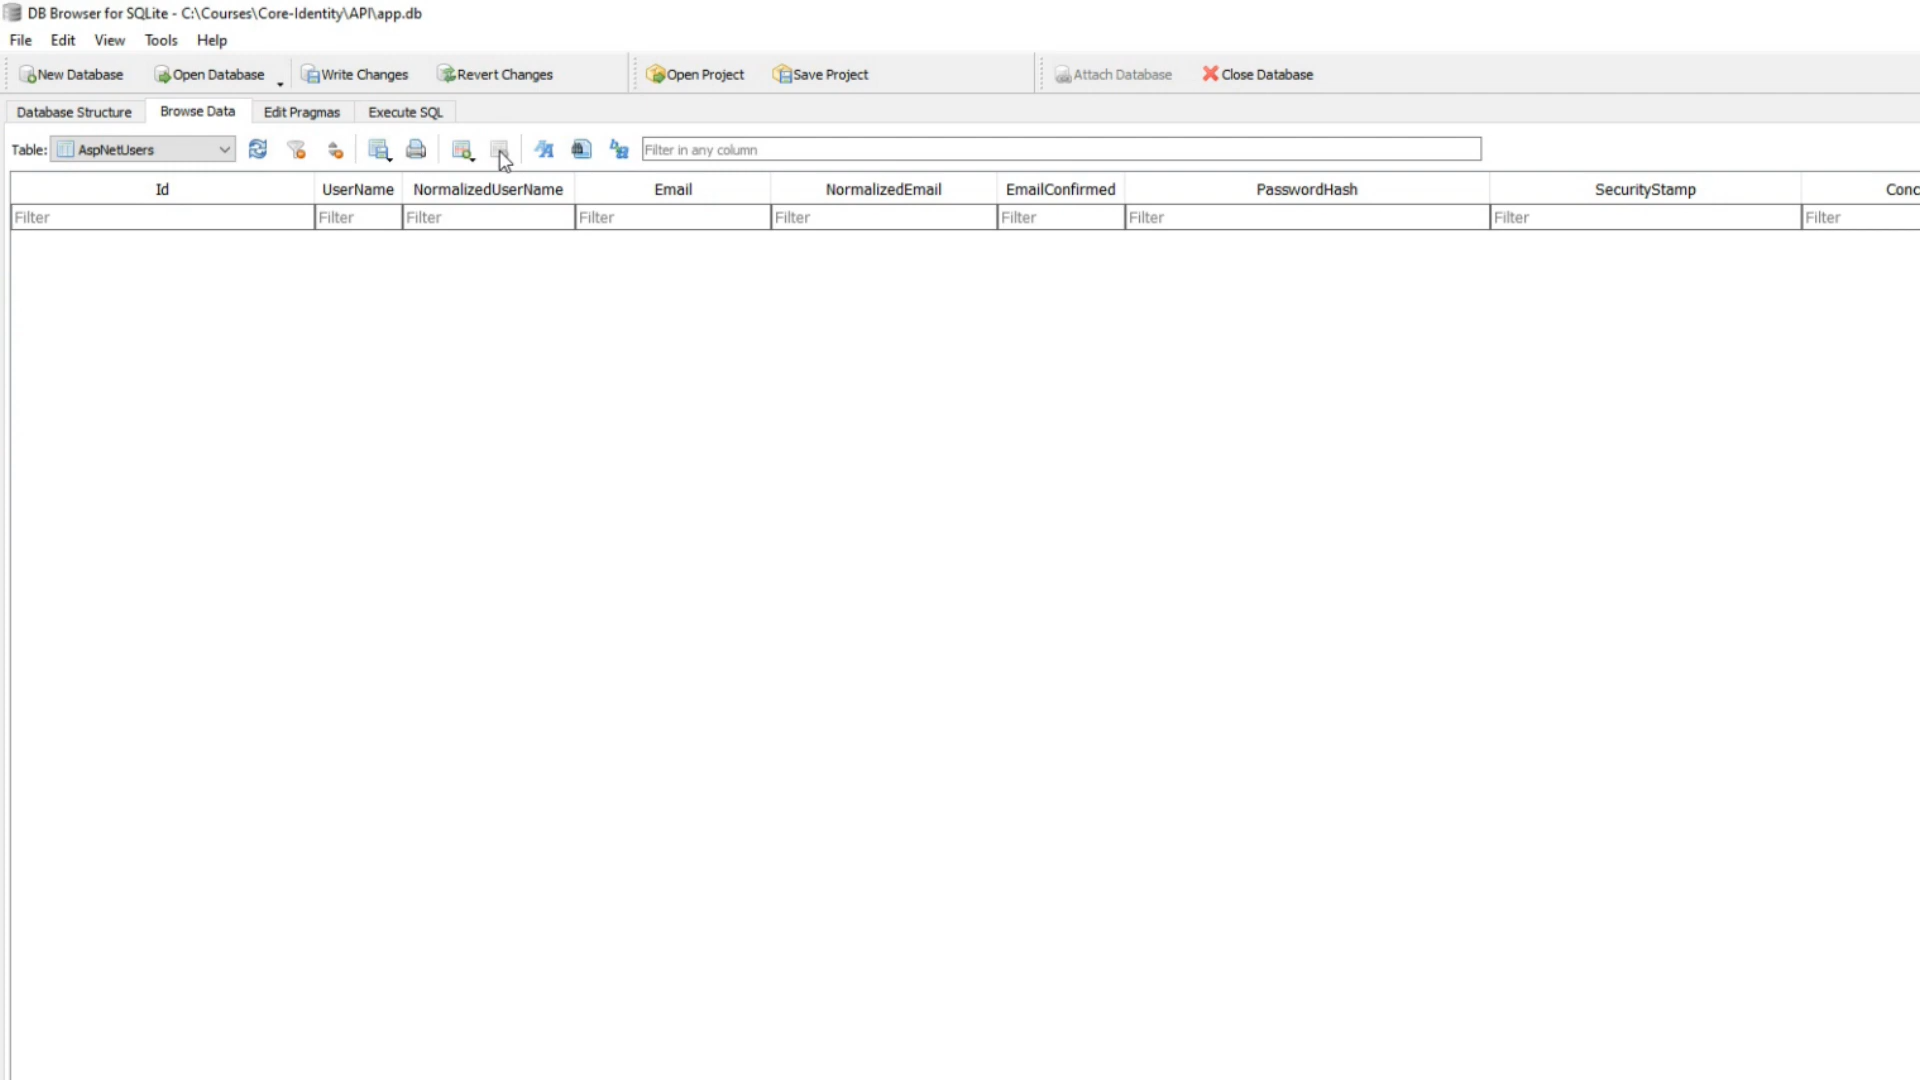 DB Browser for SQLite - C:\Courses\Core-Identity\API\app.db
File Edit View Tools Help
New Database Open Database Write Changes Revert Changes Open Project Save Project Attach Database Close Database
Database Structure Browse Data Edit Pragmas Execute SQL
Table: AspNetUsers Filter in any column
Id UserName NormalizedUserName Email NormalizedEmail EmailConfirmed PasswordHash SecurityStamp Conc
Filter Filter Filter Filter Filter Filter Filter Filter Filter